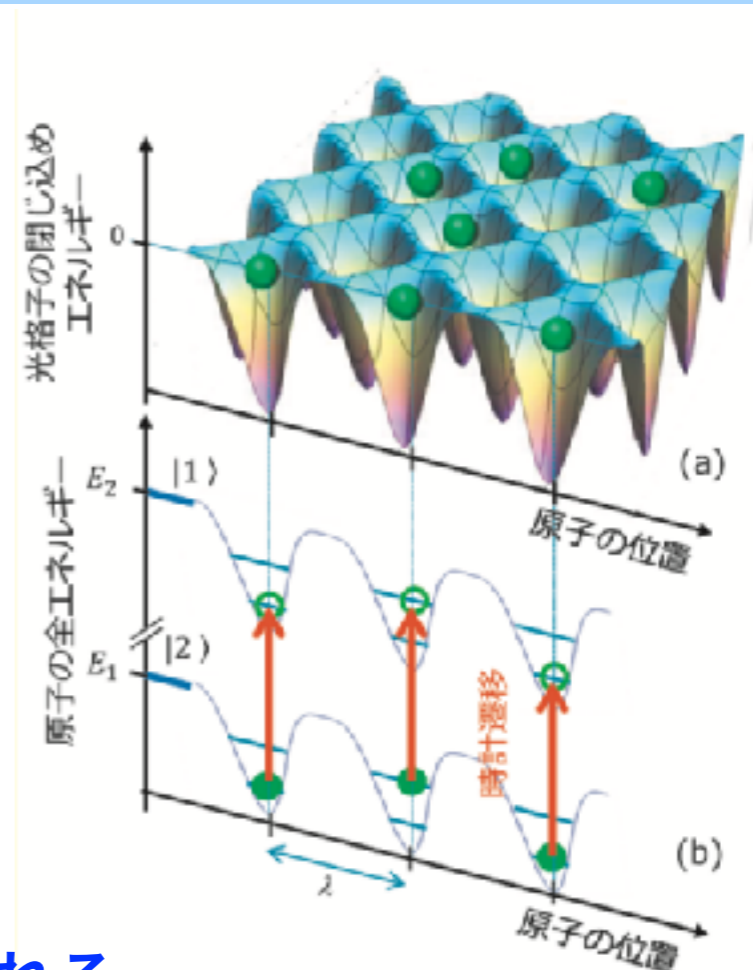 光格子の閉じ込め
エネルギー
0
(a)
原子の位置
原子の全エネルギー
E₂
|1⟩
E₁
|2⟩
時計遷移
(b)
λ
原子の位置
れる